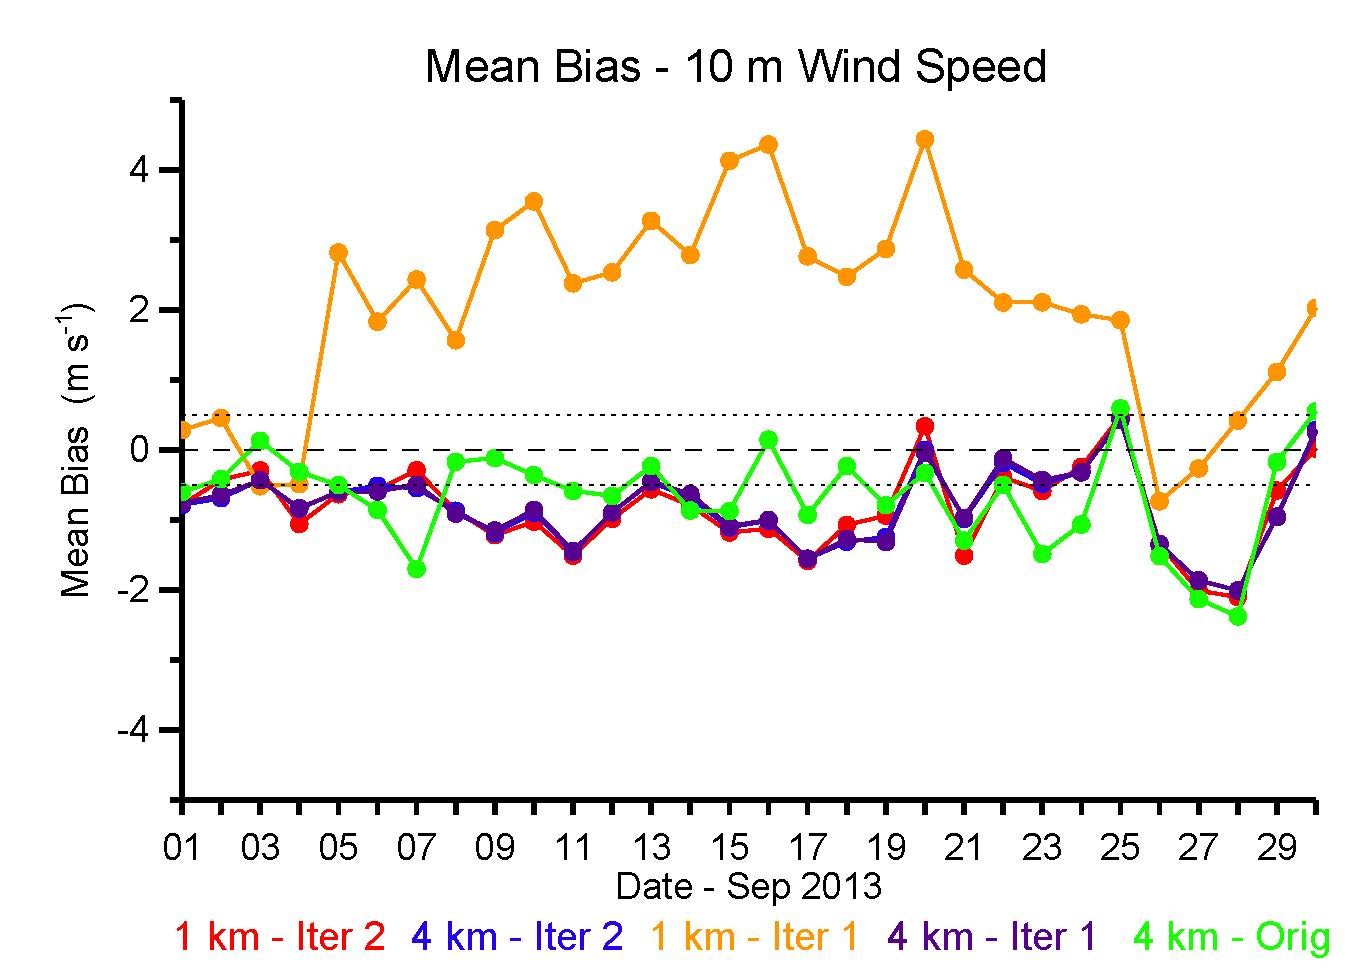 Mean Bias - 10 m Wind Speed
4
2
0
-2
-4
Mean Bias (m s-1)
01 03 05 07 09 11 13 15 17 19 21 23 25 27 29
Date - Sep 2013
1 km - Iter 2 4 km - Iter 2 1 km - Iter 1 4 km - Iter 1 4 km - Orig